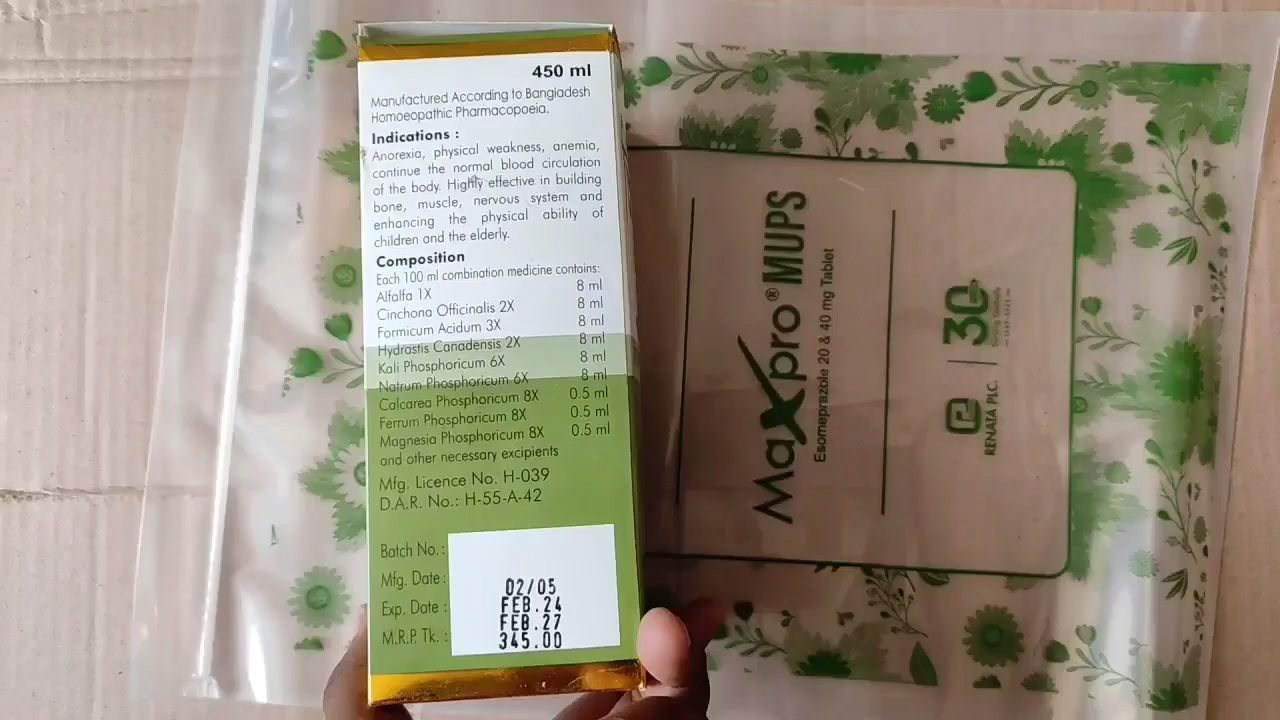 450 ml
Manufactured According to Bangladesh
Homoeopathic Pharmacopoeia.
Indications :
Anorexia, physical weakness, anemia,
continue the normal blood circulation
of the body. Highly effective in building
bone, muscle, nervous system and
enhancing the physical ability of
children and the elderly.
Composition
Each 100 ml combination medicine contains:
Alfalfa 1X 8 ml
Cinchona Officinalis 2X 8 ml
Formicum Acidum 3X 8 ml
Hydrastis Canadensis 2X 8 ml
Kali Phosphoricum 6X 8 ml
Natrum Phosphoricum 6X 8 ml
Calcarea Phosphoricum 8X 0.5 ml
Ferrum Phosphoricum 8X 0.5 ml
Magnesia Phosphoricum 8X 0.5 ml
and other necessary excipients
Mfg. Licence No. H-039
D.A.R. No.: H-55-A-42
Batch No. : 02/05
Mfg. Date : FEB.24
Exp. Date : FEB.27
M.R.P. Tk. : 345.00
Maxpro® MUPS
Esomeprazole 20 & 40 mg Tablet
RENATA PLC.
30